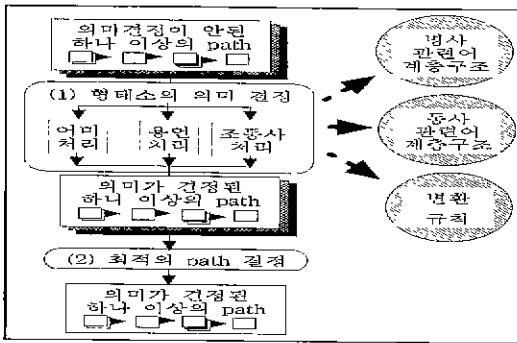 의미결정이 안된
하나 이상의 path
(1) 형태소의 의미 결정
어미
처리
용언
처리
조동사
처리
의미가 결정된
하나 이상의 path
(2) 최적의 path 결정
의미가 결정된
하나 이상의 path
명사
관련어
계층구조
동사
관련어
계층구조
변환
규칙